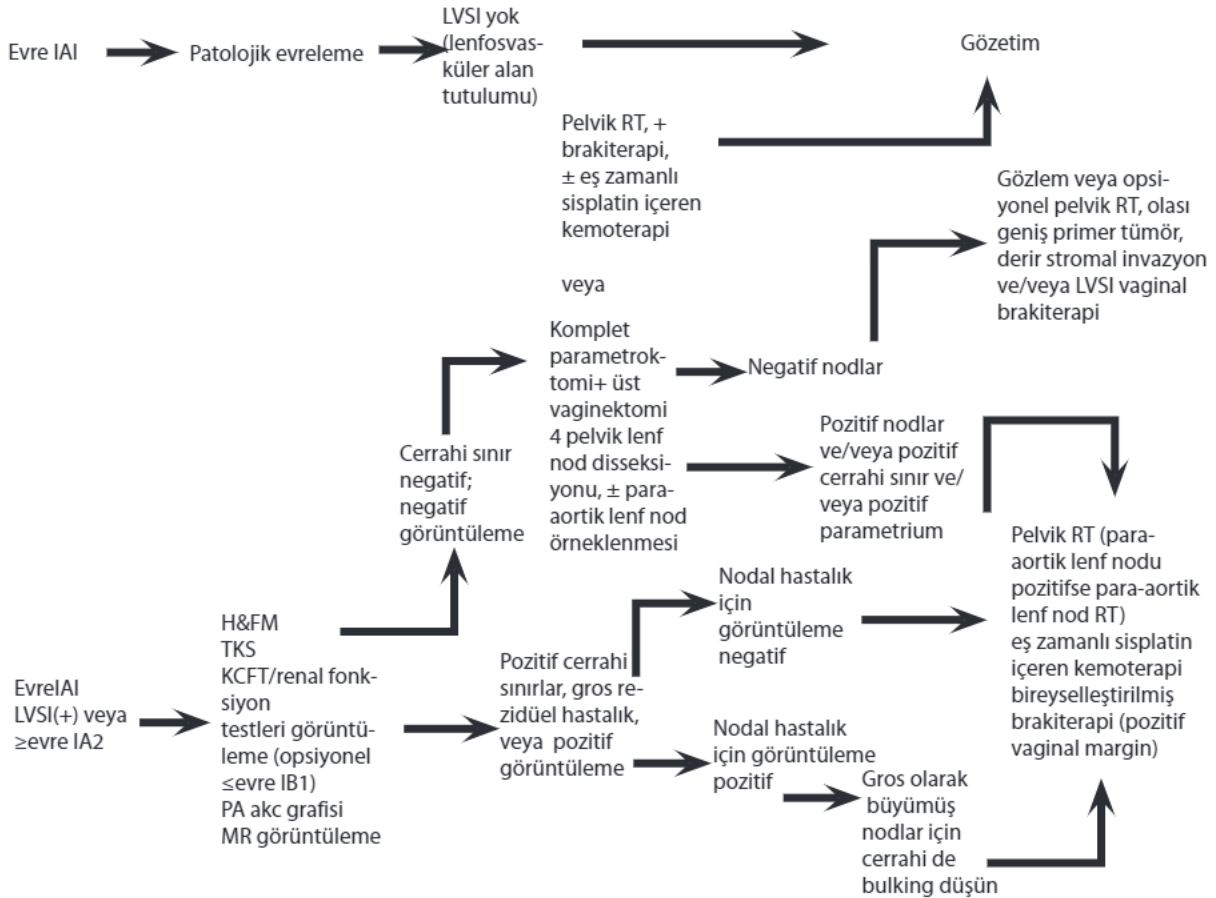 Evre IAI
Patolojik evreleme
LVSI yok
(lenfosvas-
küler alan
tutulumu)
Gözetim
Pelvik RT, +
brakiterapi,
± eş zamanlı
sisplatin içeren
kemoterapi
veya
Komplet
parametrok-
tomi+ üst
vaginektomi
4 pelvik lenf
nod disseksi-
yonu, ± para-
aortik lenf nod
örneklenmesi
Gözlem veya opsi-
yonel pelvik RT, olası
geniş primer tümör,
derir stromal invazyon
ve/veya LVSI vaginal
brakiterapi
Negatif nodlar
Cerrahi sınır
negatif;
negatif
görüntüleme
Pozitif nodlar
ve/veya pozitif
cerrahi sınır ve/
veya pozitif
parametrium
EvreIAI
LVSI(+) veya
≥evre IA2
H&FM
TKS
KCFT/renal fonk-
siyon
testleri görüntü-
leme (opsiyonel
≤evre IB1)
PA akc grafisi
MR görüntüleme
Pozitif cerrahi
sınırlar, gros re-
zidüel hastalık,
veya pozitif
görüntüleme
Nodal hastalık
için
görüntüleme
negatif
Nodal hastalık
için görüntüleme
pozitif
Gros olarak
büyümüş
nodlar için
cerrahi de
bulking düşün
Pelvik RT (para-
aortik lenf nodu
pozitifse para-aortik
lenf nod RT)
eş zamanlı sisplatin
içeren kemoterapi
bireyselleştirilmiş
brakiterapi (pozitif
vaginal margin)